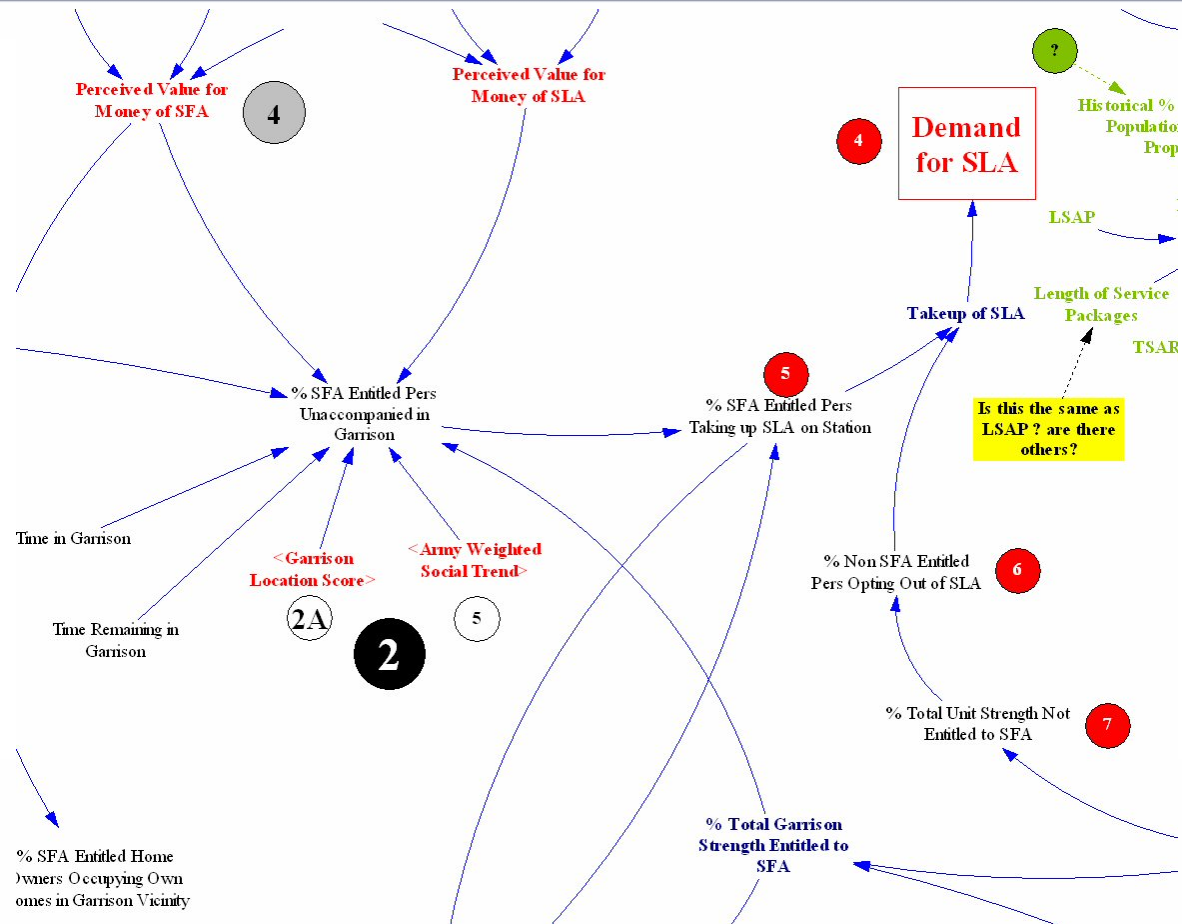 Perceived Value for
Money of SFA
4
Perceived Value for
Money of SLA
4
Demand
for SLA
?
Historical %
Populatio
Prop
LSAP
Length of Service
Packages
TSAR
Takeup of SLA
Is this the same as
LSAP ? are there
others?
5
% SFA Entitled Pers
Taking up SLA on Station
% SFA Entitled Pers
Unaccompanied in
Garrison
Time in Garrison
<Garrison
Location Score>
<Army Weighted
Social Trend>
2A
5
2
Time Remaining in
Garrison
% Non SFA Entitled
Pers Opting Out of SLA
6
% Total Unit Strength Not
Entitled to SFA
7
% Total Garrison
Strength Entitled to
SFA
% SFA Entitled Home
wners Occupying Own
omes in Garrison Vicinity